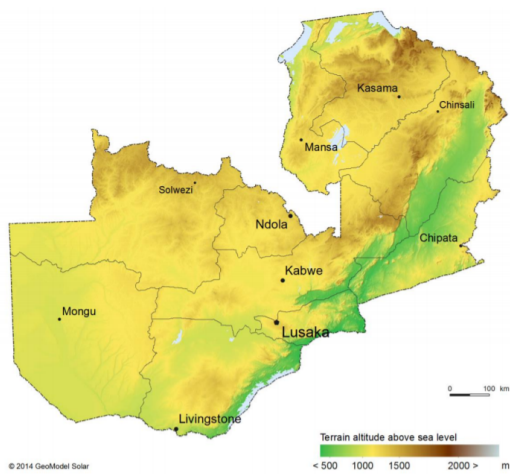 Kasama
Chinsali
Mansa
Solwezi
Ndola
Chipata
Kabwe
Mongu
Lusaka
0 100 km
Livingstone
Terrain altitude above sea level
< 500 1000 1500 2000 > m
© 2014 GeoModel Solar